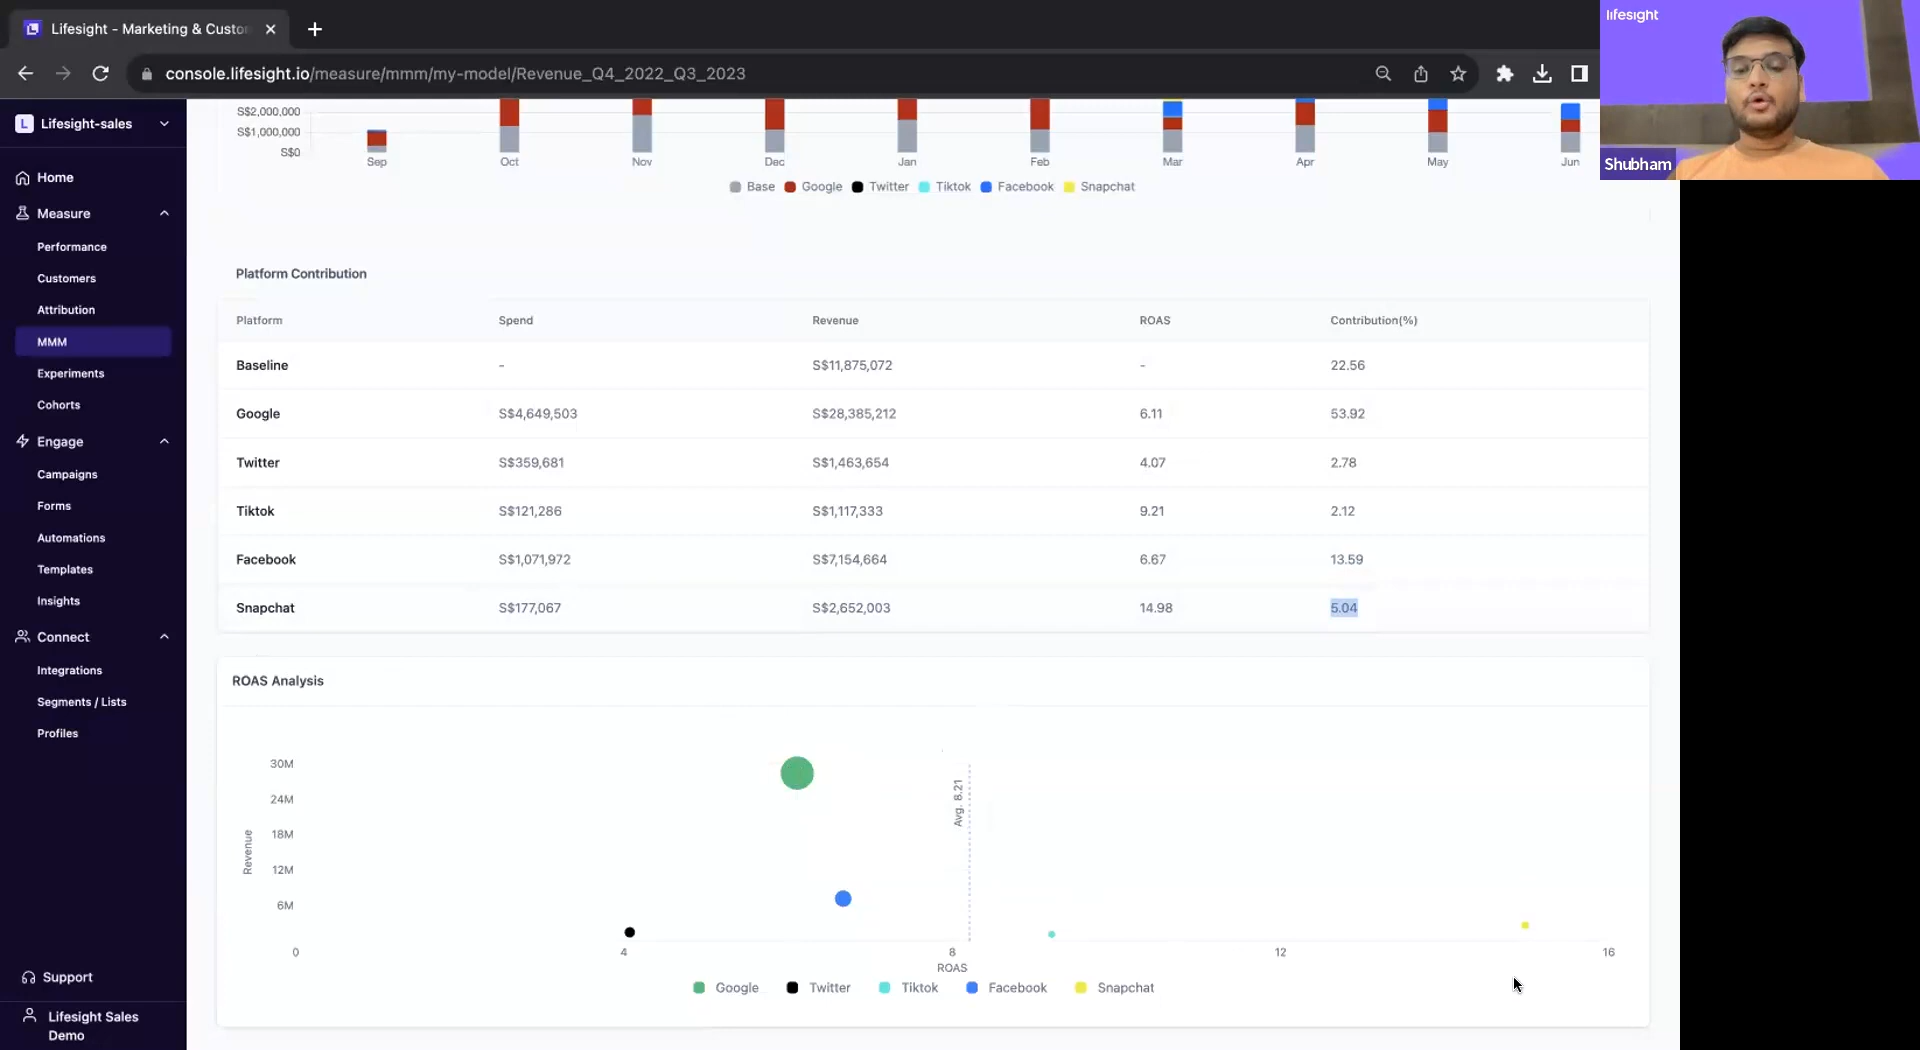 Lifesight - Marketing & Custo
console.lifesight.io/measure/mmm/my-model/Revenue_Q4_2022_Q3_2023
lifesight
Shubham
L Lifesight-sales
Home
Measure
Performance
Customers
Attribution
MMM
Experiments
Cohorts
Engage
Campaigns
Forms
Automations
Templates
Insights
Connect
Integrations
Segments / Lists
Profiles
Support
Lifesight Sales
Demo
S$2,000,000
S$1,000,000
S$0
Sep Oct Nov Dec Jan Feb Mar Apr May Jun
Base Google Twitter Tiktok Facebook Snapchat
Platform Contribution
Platform Spend Revenue ROAS Contribution(%)
Baseline - S$11,875,072 - 22.56
Google S$4,649,503 S$28,385,212 6.11 53.92
Twitter S$359,681 S$1,463,654 4.07 2.78
Tiktok S$121,286 S$1,117,333 9.21 2.12
Facebook S$1,071,972 S$7,154,664 6.67 13.59
Snapchat S$177,067 S$2,652,003 14.98 5.04
ROAS Analysis
30M
24M
18M
12M
6M
Revenue
Avg. 8.21
0 4 8 12 16
ROAS
Google Twitter Tiktok Facebook Snapchat